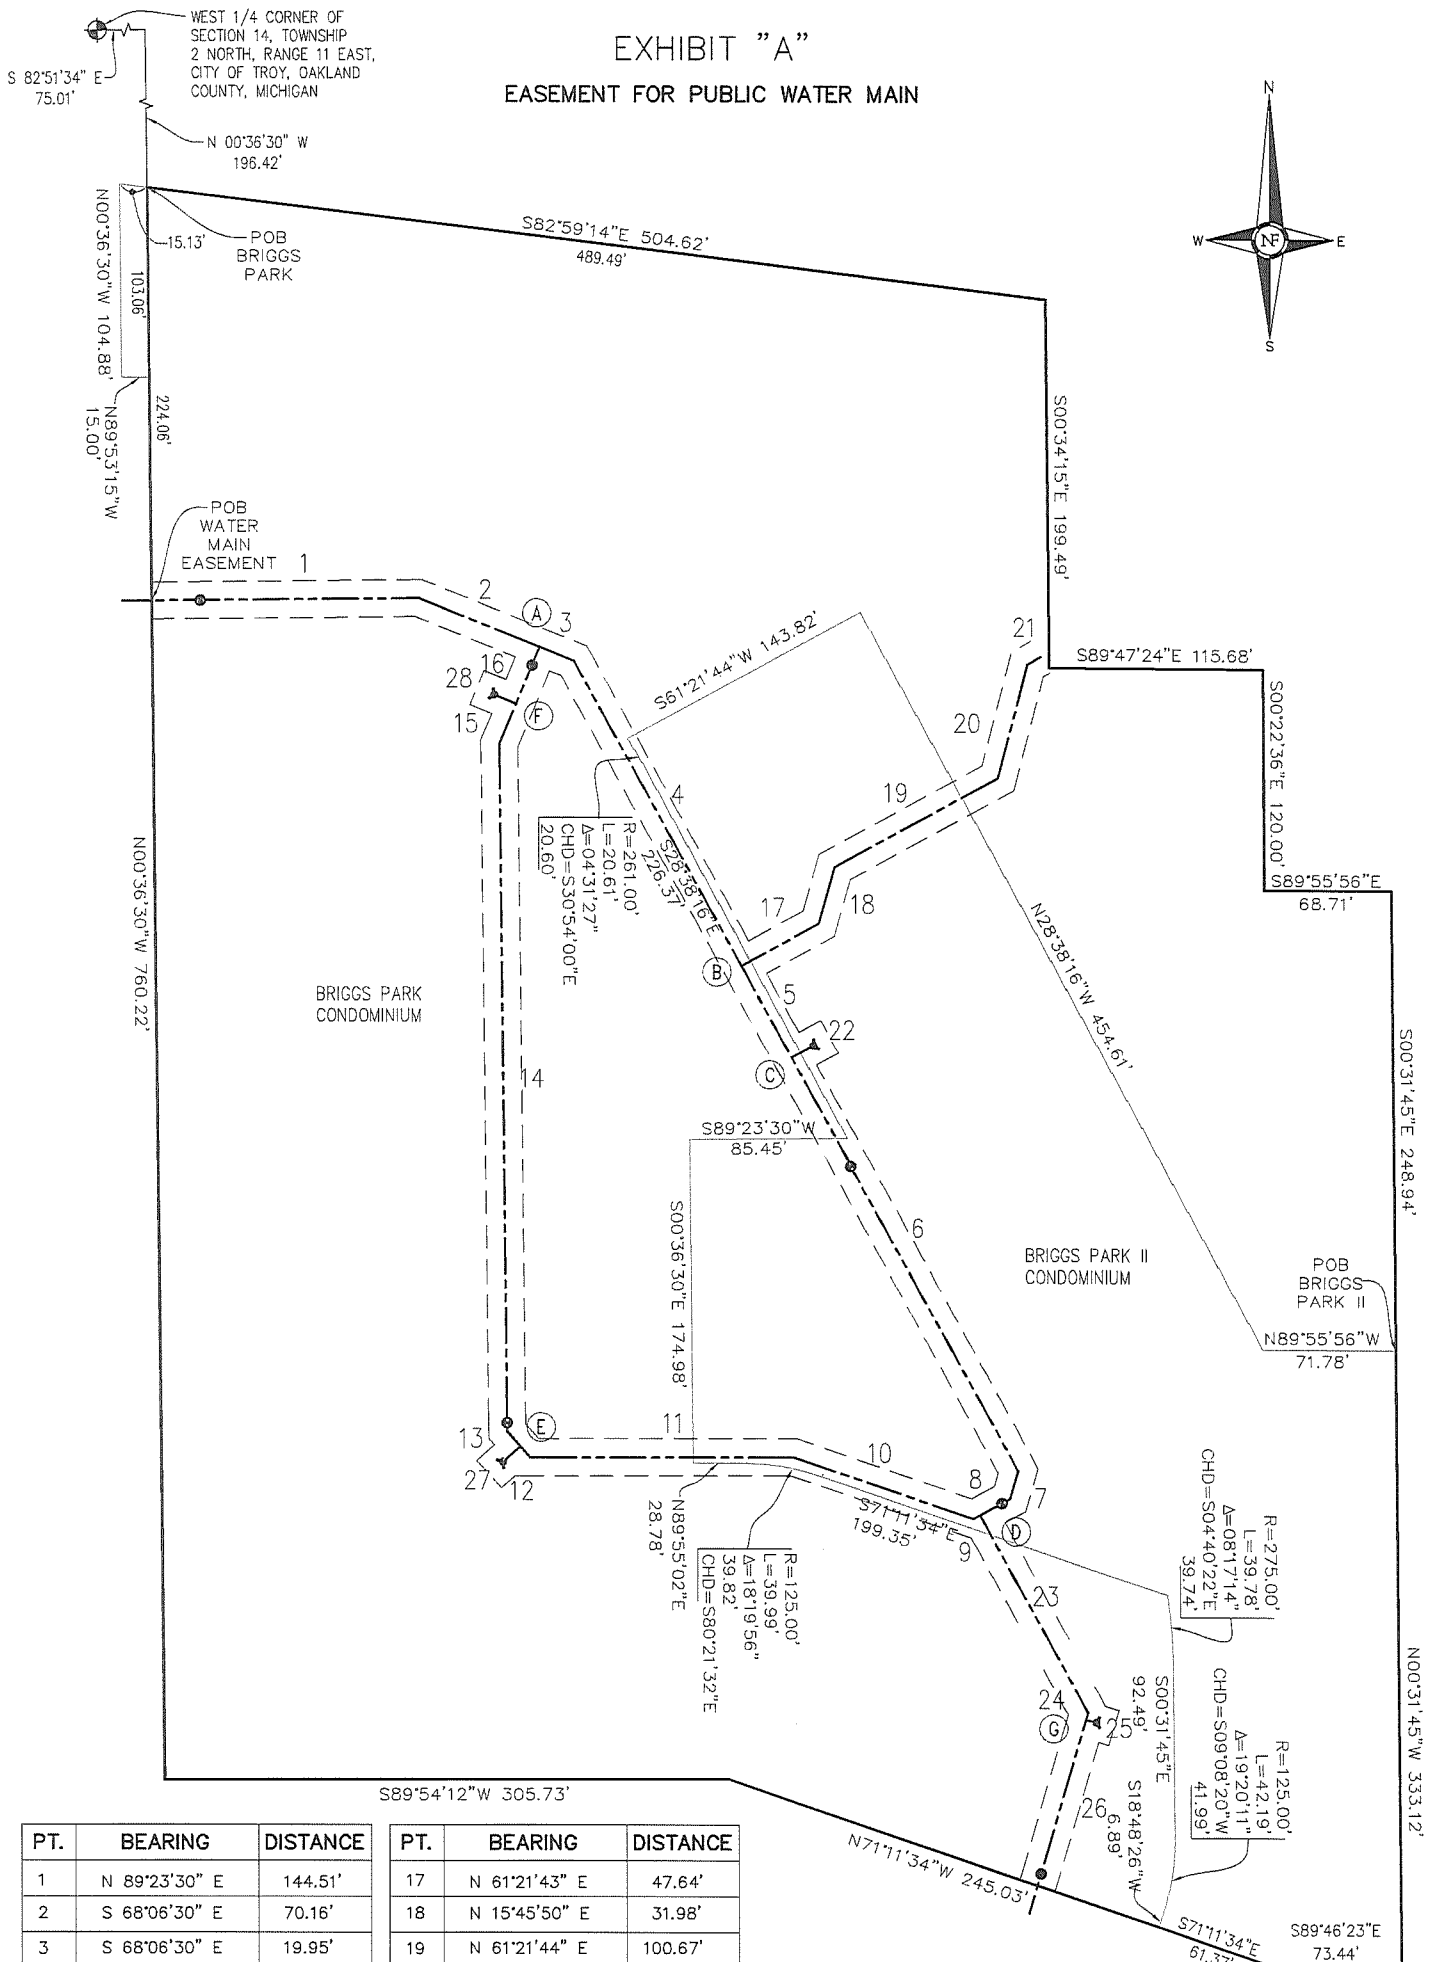 WEST 1/4 CORNER OF
SECTION 14, TOWNSHIP
2 NORTH, RANGE 11 EAST,
CITY OF TROY, OAKLAND
COUNTY, MICHIGAN
S 82°51'34" E
75.01'
EXHIBIT "A"
EASEMENT FOR PUBLIC WATER MAIN
N 00°36'30" W
196.42'
N
W
NF
E
S
N00°36'30"W 104.88'
15.13'
103.06'
POB
BRIGGS
PARK
S82°59'14"E 504.62'
489.49'
N89°53'15"W
15.00'
224.06'
S00°34'15"E 199.49'
POB
WATER
MAIN
EASEMENT
1
2
A
3
16
28
15
F
S61°21'44"W 143.82'
21
S89°47'24"E 115.68'
20
S00°22'36"E 120.00'
19
4
S28°38'16"E
226.37'
R=261.00'
L=20.61'
Δ=04°31'27"
CHD=S30°54'00"E
20.60'
17
18
S89°55'56"E
68.71'
N28°38'16"W 454.61'
N00°36'30"W 760.22'
B
5
BRIGGS PARK
CONDOMINIUM
22
C
14
S89°23'30"W
85.45'
S00°31'45"E 248.94'
S00°36'30"E 174.98'
6
BRIGGS PARK II
CONDOMINIUM
POB
BRIGGS
PARK II
N89°55'56"W
71.78'
13
E
11
10
27
12
8
7
D
S71°11'34"E
199.35'
9
N89°55'02"E
28.78'
R=125.00'
L=39.99'
Δ=18°19'56"
39.82'
CHD=S80°21'32"E
R=275.00'
L=39.78'
Δ=08°17'14"
CHD=S04°40'22"E
39.74'
23
24
G
25
S00°31'45"E
92.49'
R=125.00'
L=42.19'
Δ=19°20'11"
CHD=S09°08'20"W
41.99'
N00°31'45"W 333.12'
26
S18°48'26"W
6.89'
S89°54'12"W 305.73'
N71°11'34"W 245.03'
S71°11'34"E
61.37'
S89°46'23"E
73.44'
PT. BEARING DISTANCE
1 N 89°23'30" E 144.51'
2 S 68°06'30" E 70.16'
3 S 68°06'30" E 19.95'
PT. BEARING DISTANCE
17 N 61°21'43" E 47.64'
18 N 15°45'50" E 31.98'
19 N 61°21'44" E 100.67'